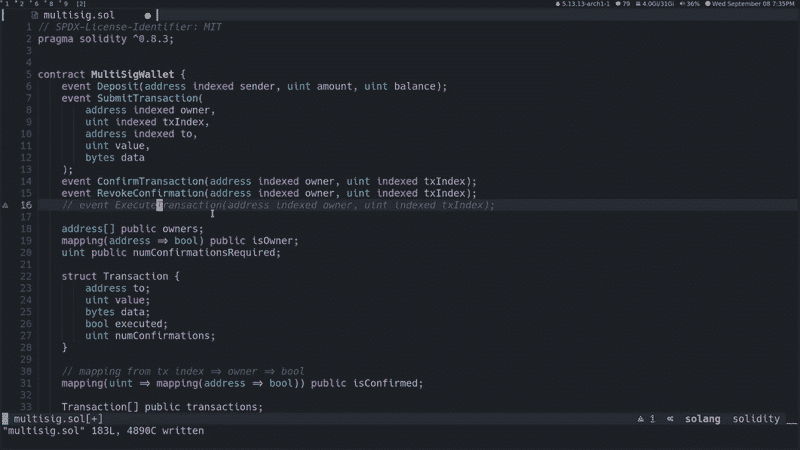 1 2 6 8 9 [2] 5.13.13-arch1-1 79 4.0Gi/31Gi 36% Wed September 08 7:35PM
multisig.sol
1 // SPDX-License-Identifier: MIT
2 pragma solidity ^0.8.3;
3
4
5 contract MultiSigWallet {
6 event Deposit(address indexed sender, uint amount, uint balance);
7 event SubmitTransaction(
8 address indexed owner,
9 uint indexed txIndex,
10 address indexed to,
11 uint value,
12 bytes data
13 );
14 event ConfirmTransaction(address indexed owner, uint indexed txIndex);
15 event RevokeConfirmation(address indexed owner, uint indexed txIndex);
16 // event ExecuteTransaction(address indexed owner, uint indexed txIndex);
17
18 address[] public owners;
19 mapping(address ⇒ bool) public isOwner;
20 uint public numConfirmationsRequired;
21
22 struct Transaction {
23 address to;
24 uint value;
25 bytes data;
26 bool executed;
27 uint numConfirmations;
28 }
29
30 // mapping from tx index ⇒ owner ⇒ bool
31 mapping(uint ⇒ mapping(address ⇒ bool)) public isConfirmed;
32
33 Transaction[] public transactions;
multisig.sol[+] 1 solang solidity
"multisig.sol" 183L, 4890C written